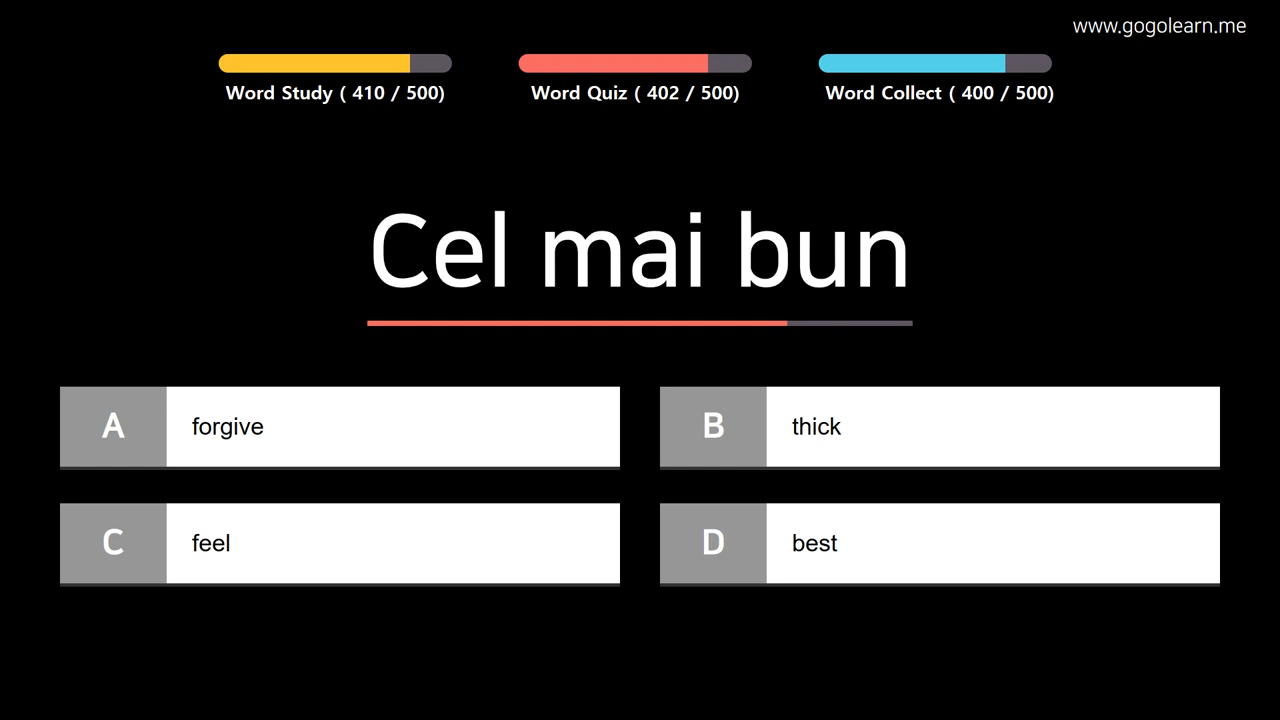 www.gogolearn.me
Word Study ( 410 / 500)
Word Quiz ( 402 / 500)
Word Collect ( 400 / 500)
Cel mai bun
A forgive
B thick
C feel
D best